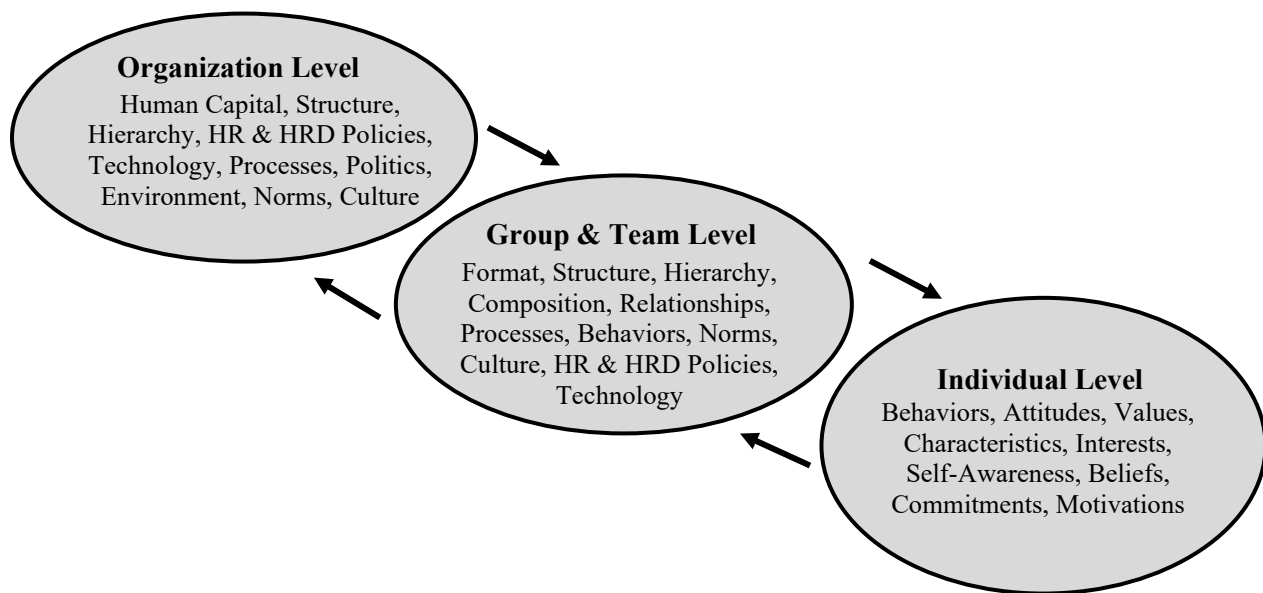 Organization Level
Human Capital, Structure,
Hierarchy, HR & HRD Policies,
Technology, Processes, Politics,
Environment, Norms, Culture
Group & Team Level
Format, Structure, Hierarchy,
Composition, Relationships,
Processes, Behaviors, Norms,
Culture, HR & HRD Policies,
Technology
Individual Level
Behaviors, Attitudes, Values,
Characteristics, Interests,
Self-Awareness, Beliefs,
Commitments, Motivations